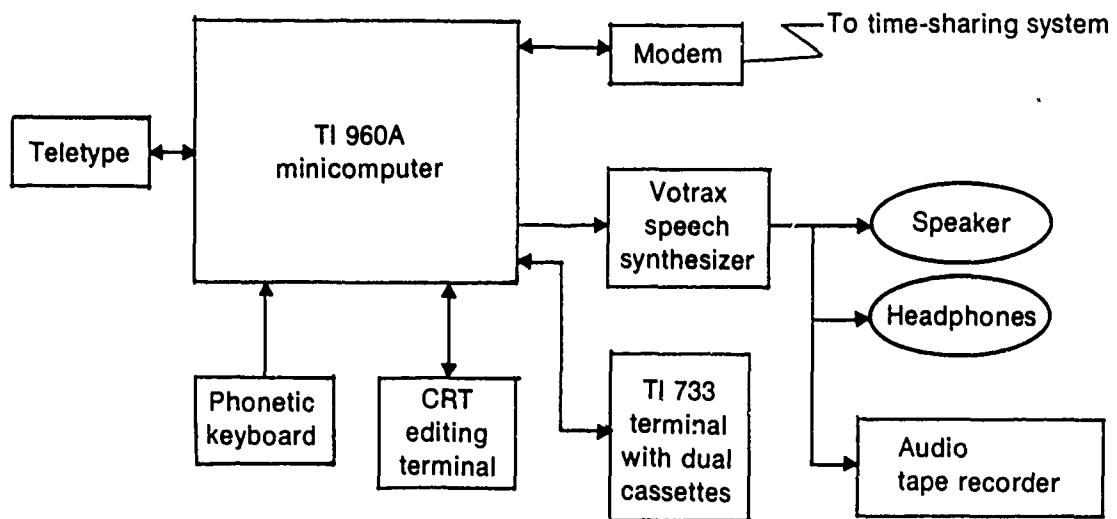 To time-sharing system
Modem
TI 960A
minicomputer
Teletype
Votrax
speech
synthesizer
Speaker
Headphones
Phonetic
keyboard
CRT
editing
terminal
TI 733
terminal
with dual
cassettes
Audio
tape recorder